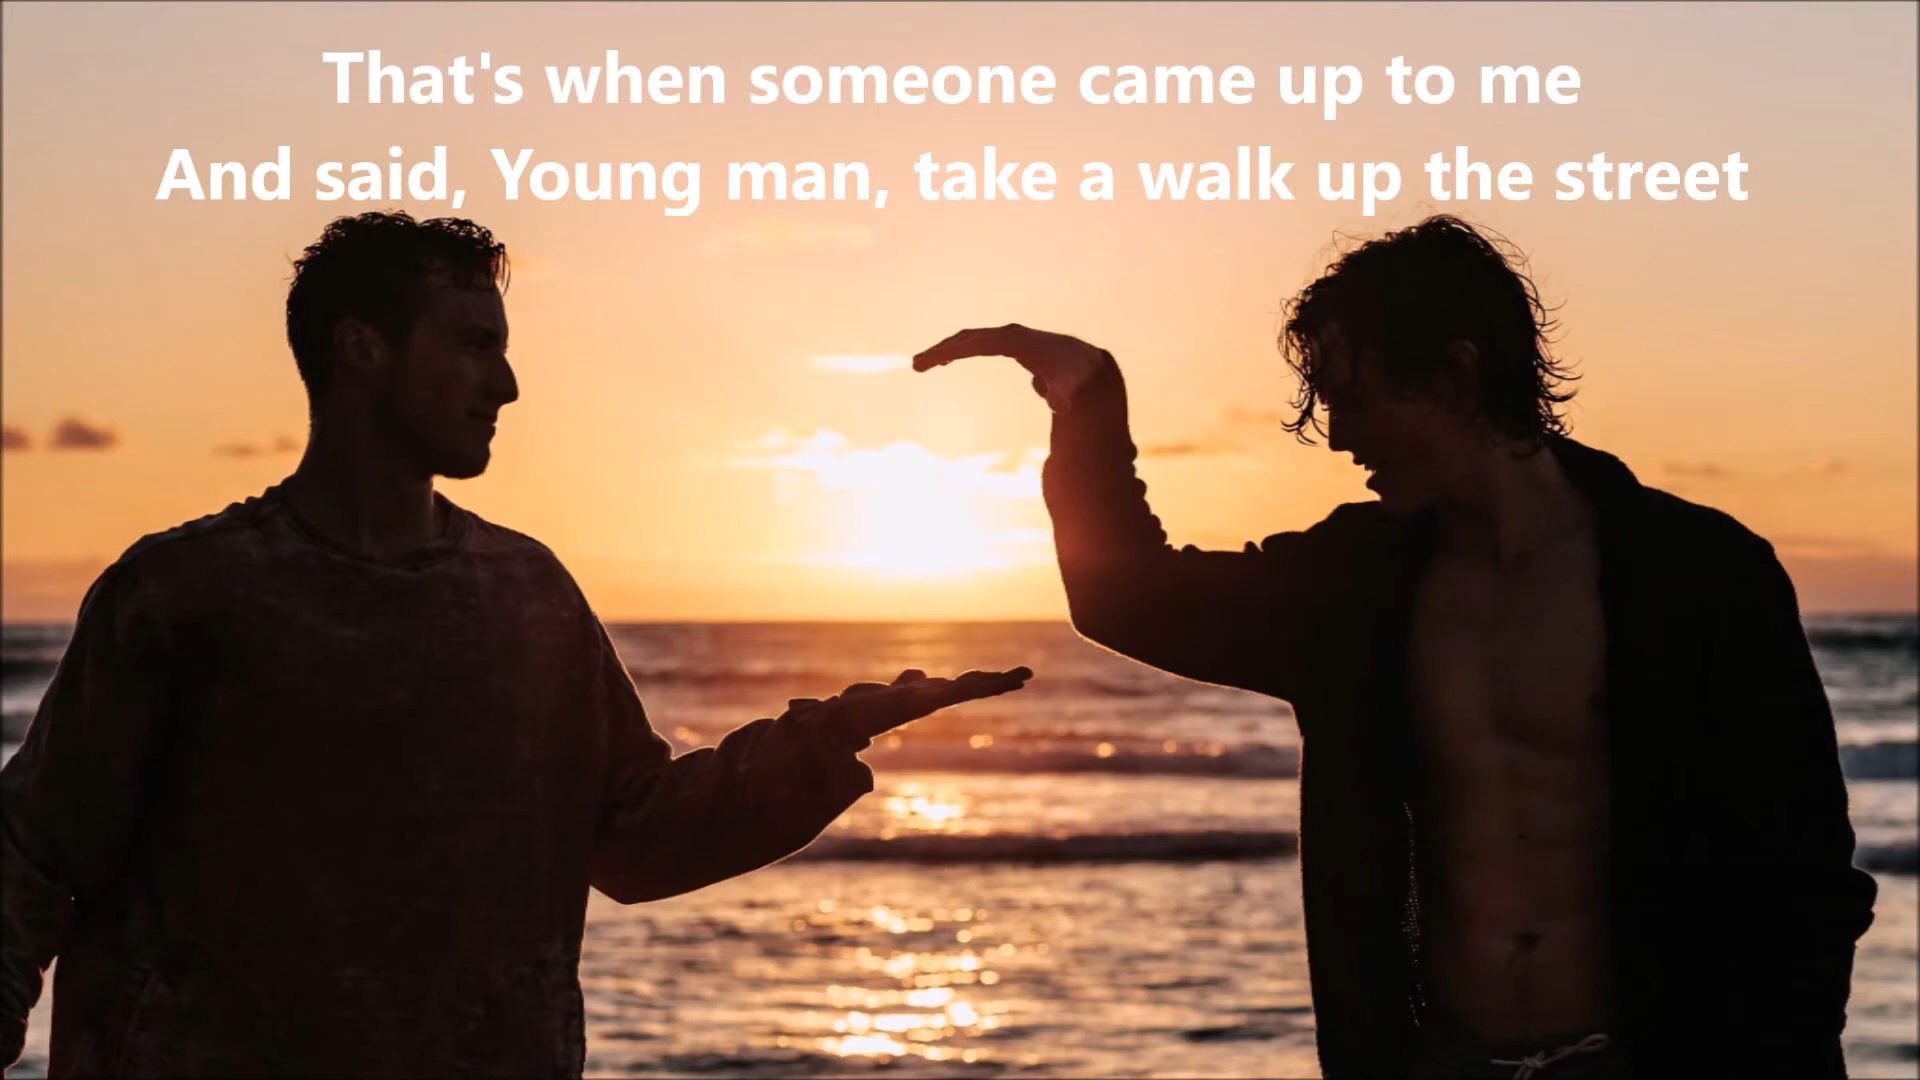 That's when someone came up to me
And said, Young man, take a walk up the street